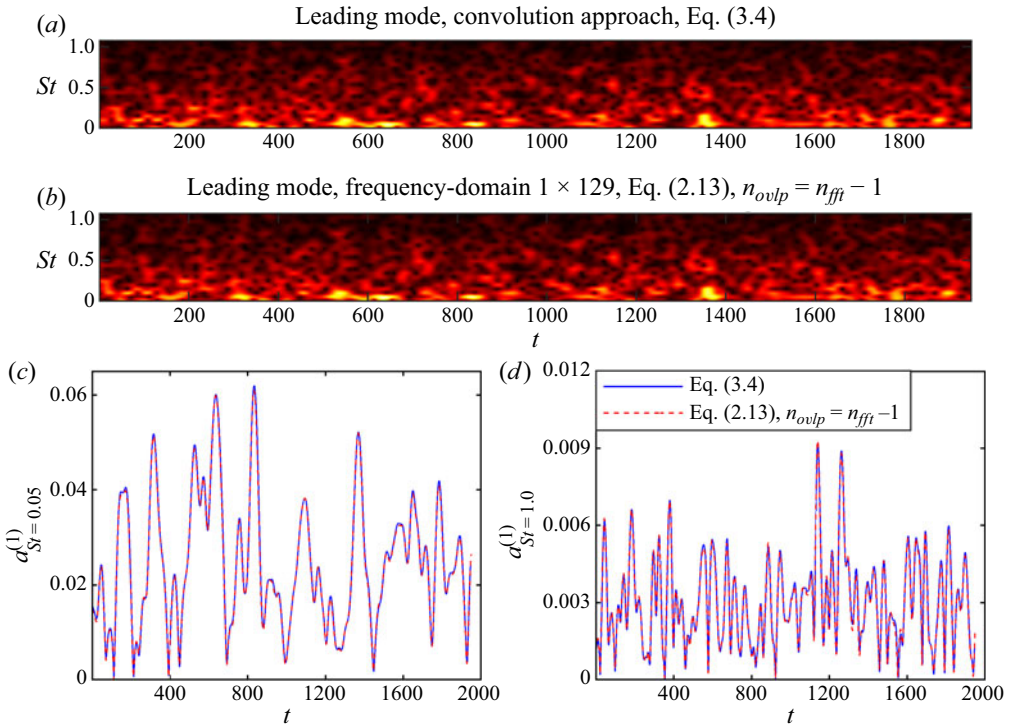 (a)
Leading mode, convolution approach, Eq. (3.4)
1.0
St 0.5
0
200 400 600 800 1000 1200 1400 1600 1800
(b)
Leading mode, frequency-domain 1 × 129, Eq. (2.13), n_ovlp = n_fft − 1
1.0
St 0.5
0
200 400 600 800 1000 1200 1400 1600 1800
t
(c)
0.06
0.04
0.02
0
a^(1)_St = 0.05
400 800 1200 1600 2000
t
(d)
0.012
0.009
0.006
0.003
0
a^(1)_St = 1.0
Eq. (3.4)
Eq. (2.13), n_ovlp = n_fft −1
400 800 1200 1600 2000
t